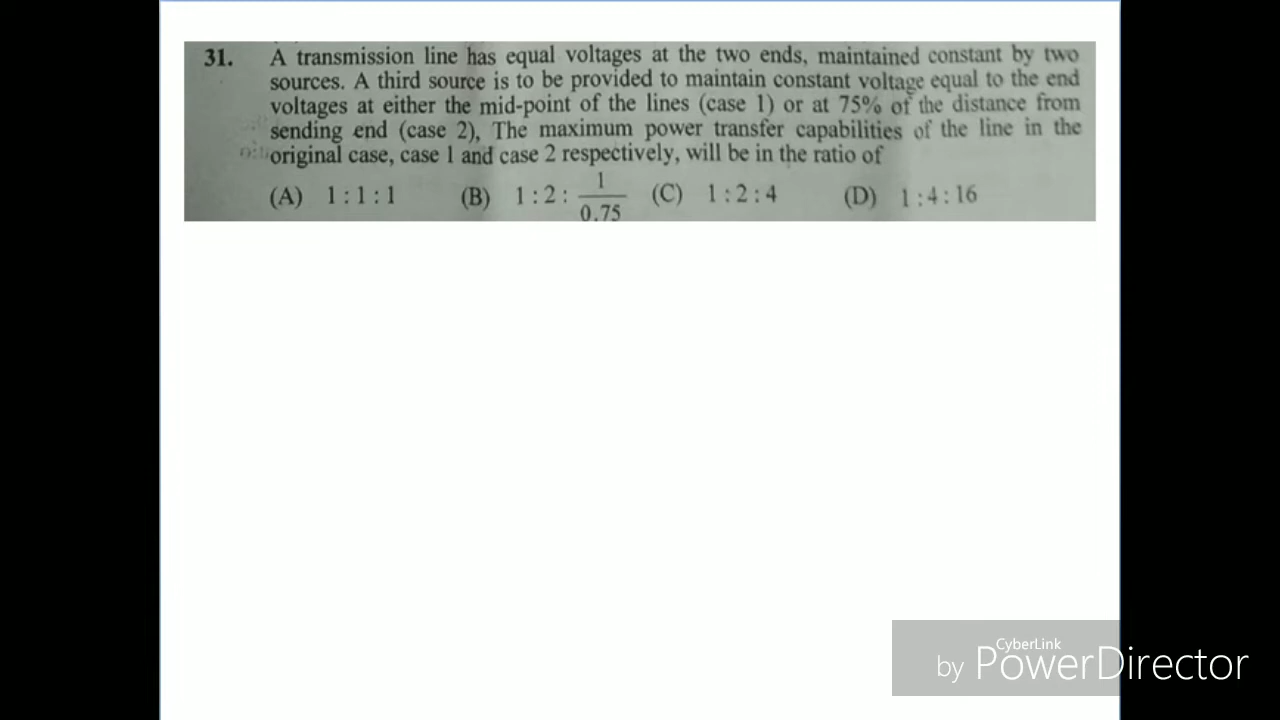 31. A transmission line has equal voltages at the two ends, maintained constant by two
sources. A third source is to be provided to maintain constant voltage equal to the end
voltages at either the mid-point of the lines (case 1) or at 75% of the distance from
sending end (case 2), The maximum power transfer capabilities of the line in the
original case, case 1 and case 2 respectively, will be in the ratio of
(A) 1 : 1 : 1 (B) 1 : 2 : 1/0.75 (C) 1 : 2 : 4 (D) 1 : 4 : 16
CyberLink
by PowerDirector